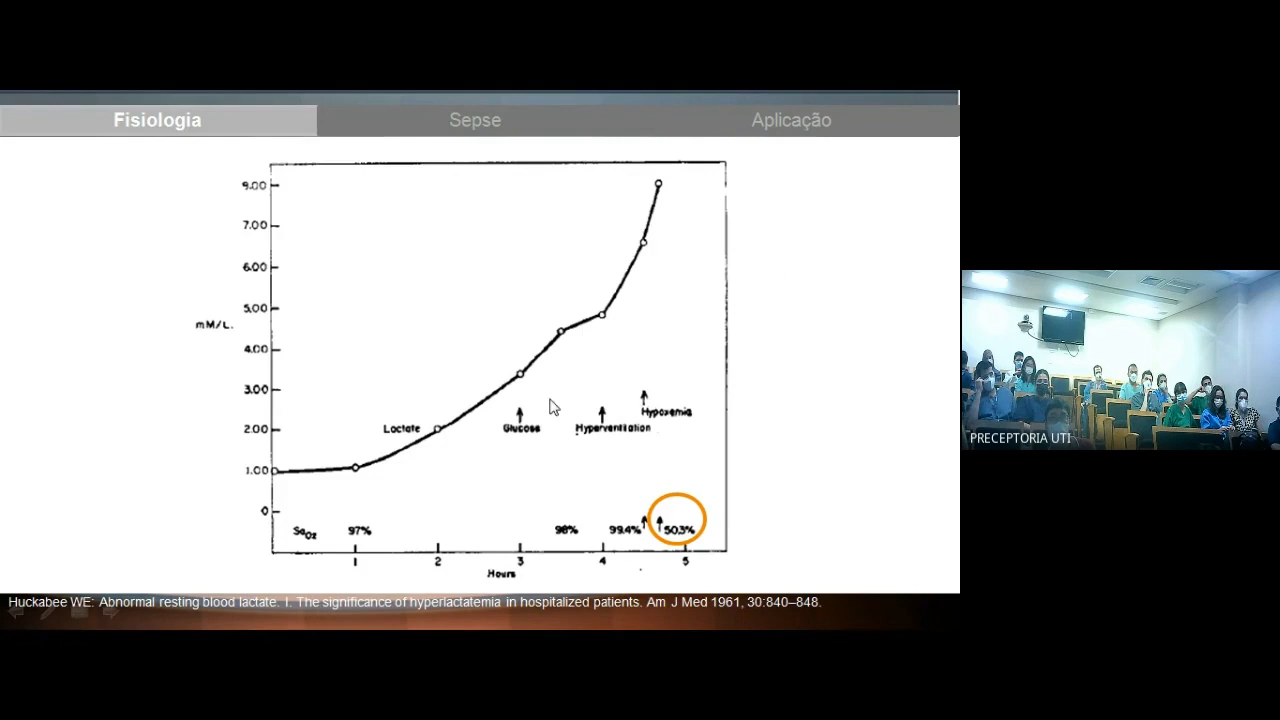 Fisiologia Sepse Aplicação
9.00
7.00
6.00
5.00
mM/L.
4.00
3.00
Hypoxemia
2.00 Lactate Glucose Hyperventilation
1.00
0
SaO2 97% 98% 99.4% 50.3%
1 2 3 4 5
Hours
Huckabee WE: Abnormal resting blood lactate. I. The significance of hyperlactatemia in hospitalized patients. Am J Med 1961, 30:840–848.
PRECEPTORIA UTI